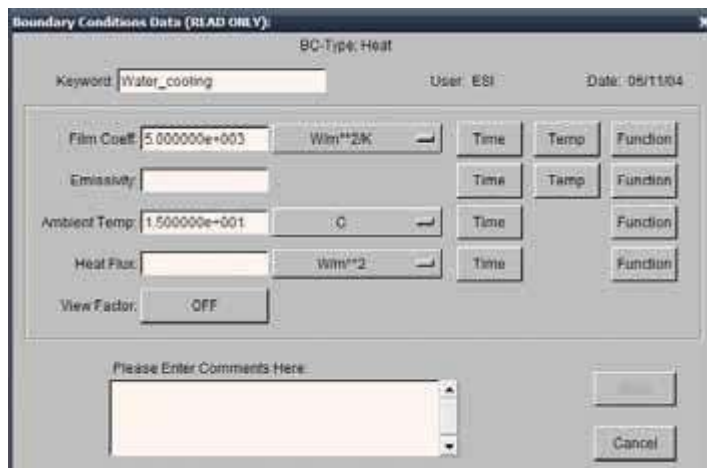 Boundary Conditions Data (READ ONLY):
BC-Type: Heat
Keyword: Water_cooling User: ESI Date: 05/11/04
Film Coeff: 5.000000e+003 W/m**2/K Time Temp Function
Emissivity: Time Temp Function
Ambient Temp: 1.500000e+001 C Time Function
Heat Flux: W/m**2 Time Function
View Factor: OFF
Please Enter Comments Here:
Cancel